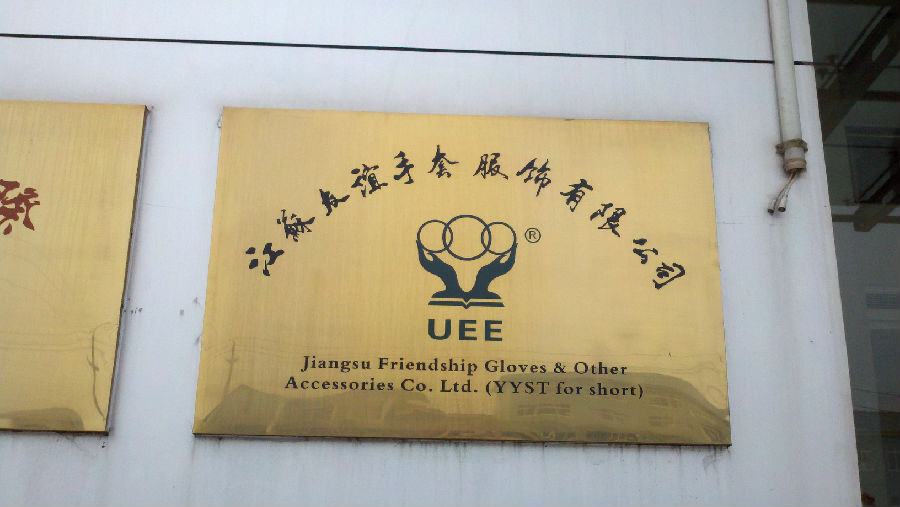 江苏友谊手套服饰有限公司
®
UEE
Jiangsu Friendship Gloves & Other
Accessories Co. Ltd. (YYST for short)